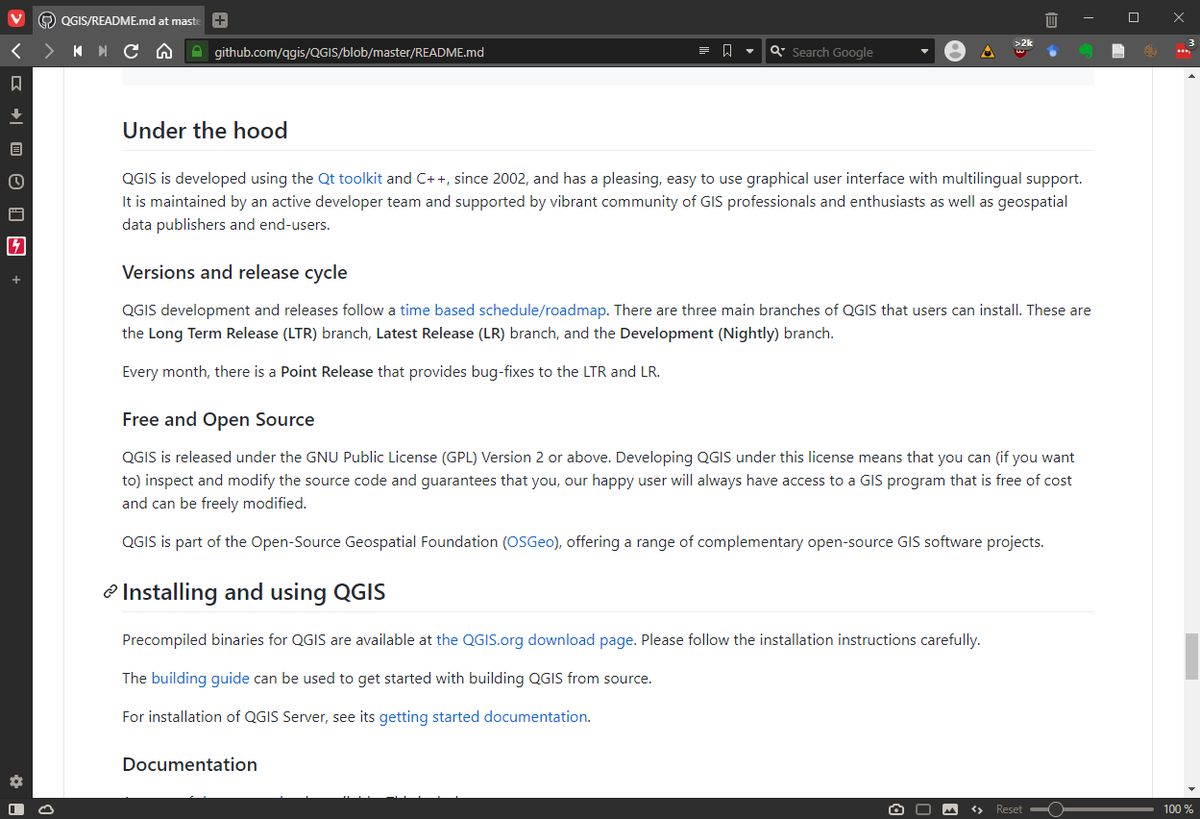 QGIS/README.md at maste
github.com/qgis/QGIS/blob/master/README.md
Search Google
>2k
3
Under the hood
QGIS is developed using the Qt toolkit and C++, since 2002, and has a pleasing, easy to use graphical user interface with multilingual support.
It is maintained by an active developer team and supported by vibrant community of GIS professionals and enthusiasts as well as geospatial
data publishers and end-users.
Versions and release cycle
QGIS development and releases follow a time based schedule/roadmap. There are three main branches of QGIS that users can install. These are
the Long Term Release (LTR) branch, Latest Release (LR) branch, and the Development (Nightly) branch.
Every month, there is a Point Release that provides bug-fixes to the LTR and LR.
Free and Open Source
QGIS is released under the GNU Public License (GPL) Version 2 or above. Developing QGIS under this license means that you can (if you want
to) inspect and modify the source code and guarantees that you, our happy user will always have access to a GIS program that is free of cost
and can be freely modified.
QGIS is part of the Open-Source Geospatial Foundation (OSGeo), offering a range of complementary open-source GIS software projects.
Installing and using QGIS
Precompiled binaries for QGIS are available at the QGIS.org download page. Please follow the installation instructions carefully.
The building guide can be used to get started with building QGIS from source.
For installation of QGIS Server, see its getting started documentation.
Documentation
Reset
100 %